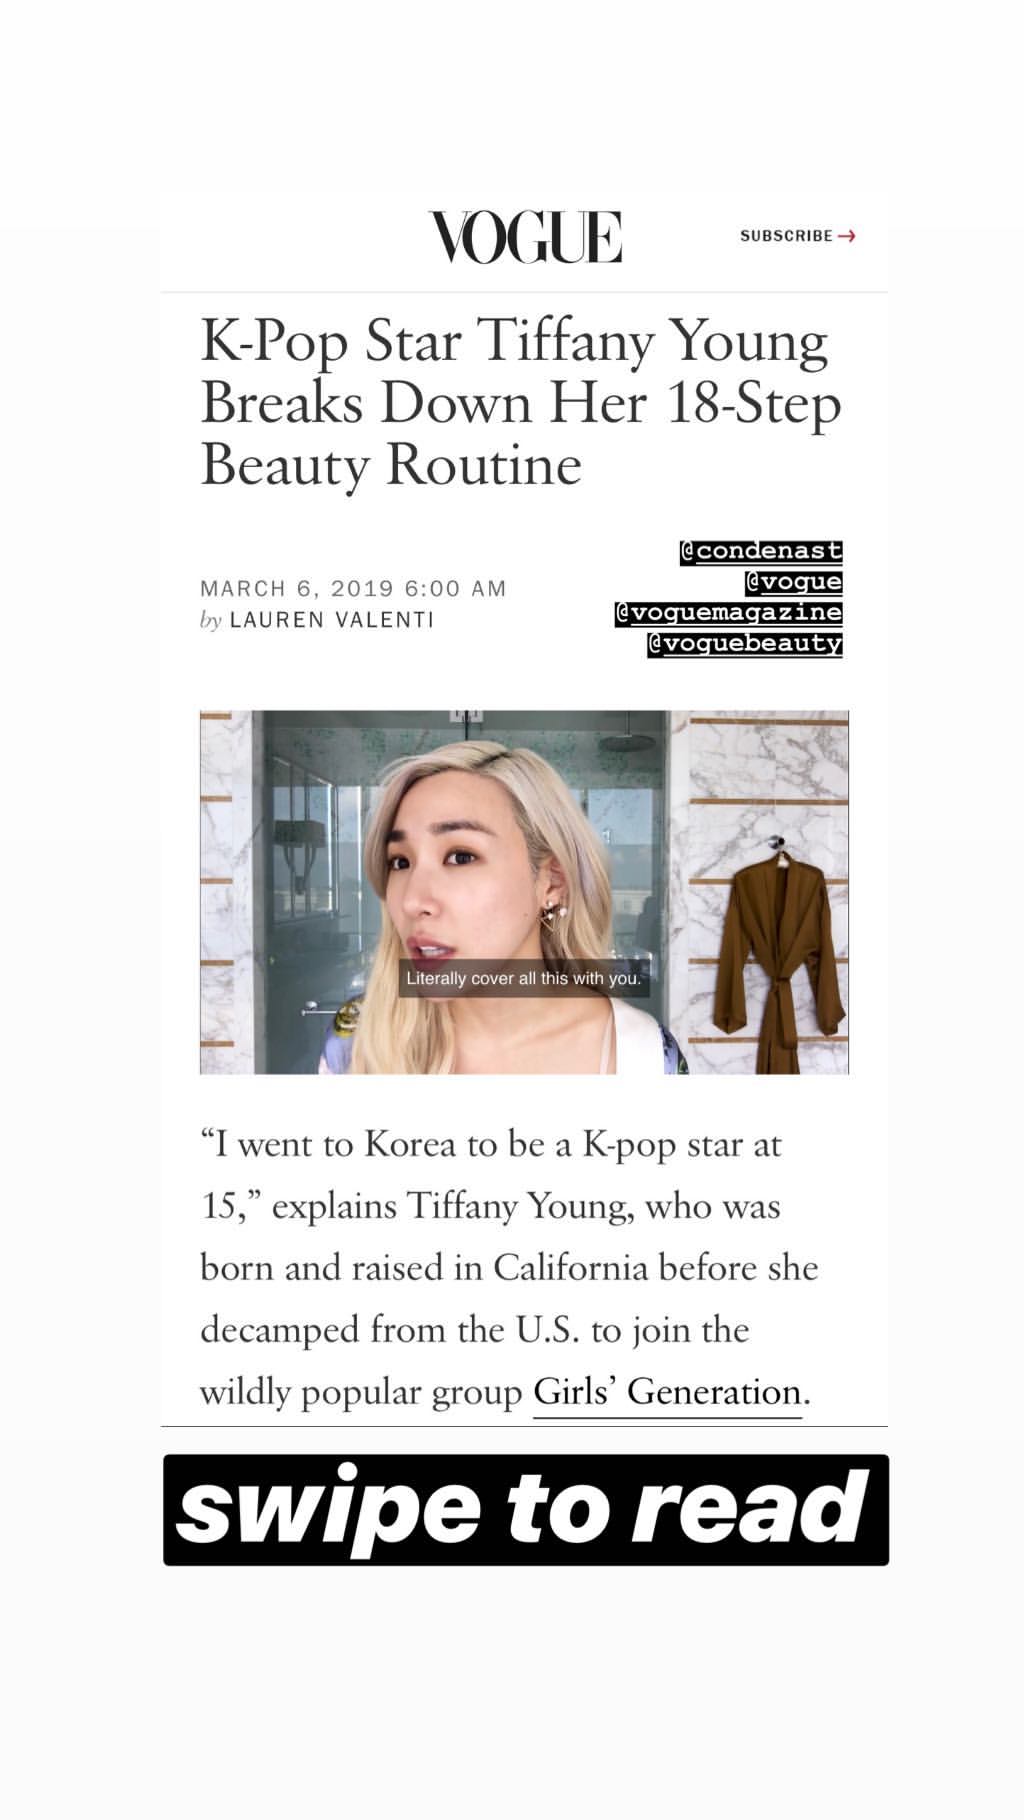 VOGUE
SUBSCRIBE →
K-Pop Star Tiffany Young
Breaks Down Her 18-Step
Beauty Routine
@condenast
@vogue
@voguemagazine
@voguebeauty
MARCH 6, 2019 6:00 AM
by LAUREN VALENTI
Literally cover all this with you.
“I went to Korea to be a K-pop star at
15,” explains Tiffany Young, who was
born and raised in California before she
decamped from the U.S. to join the
wildly popular group Girls’ Generation.
swipe to read